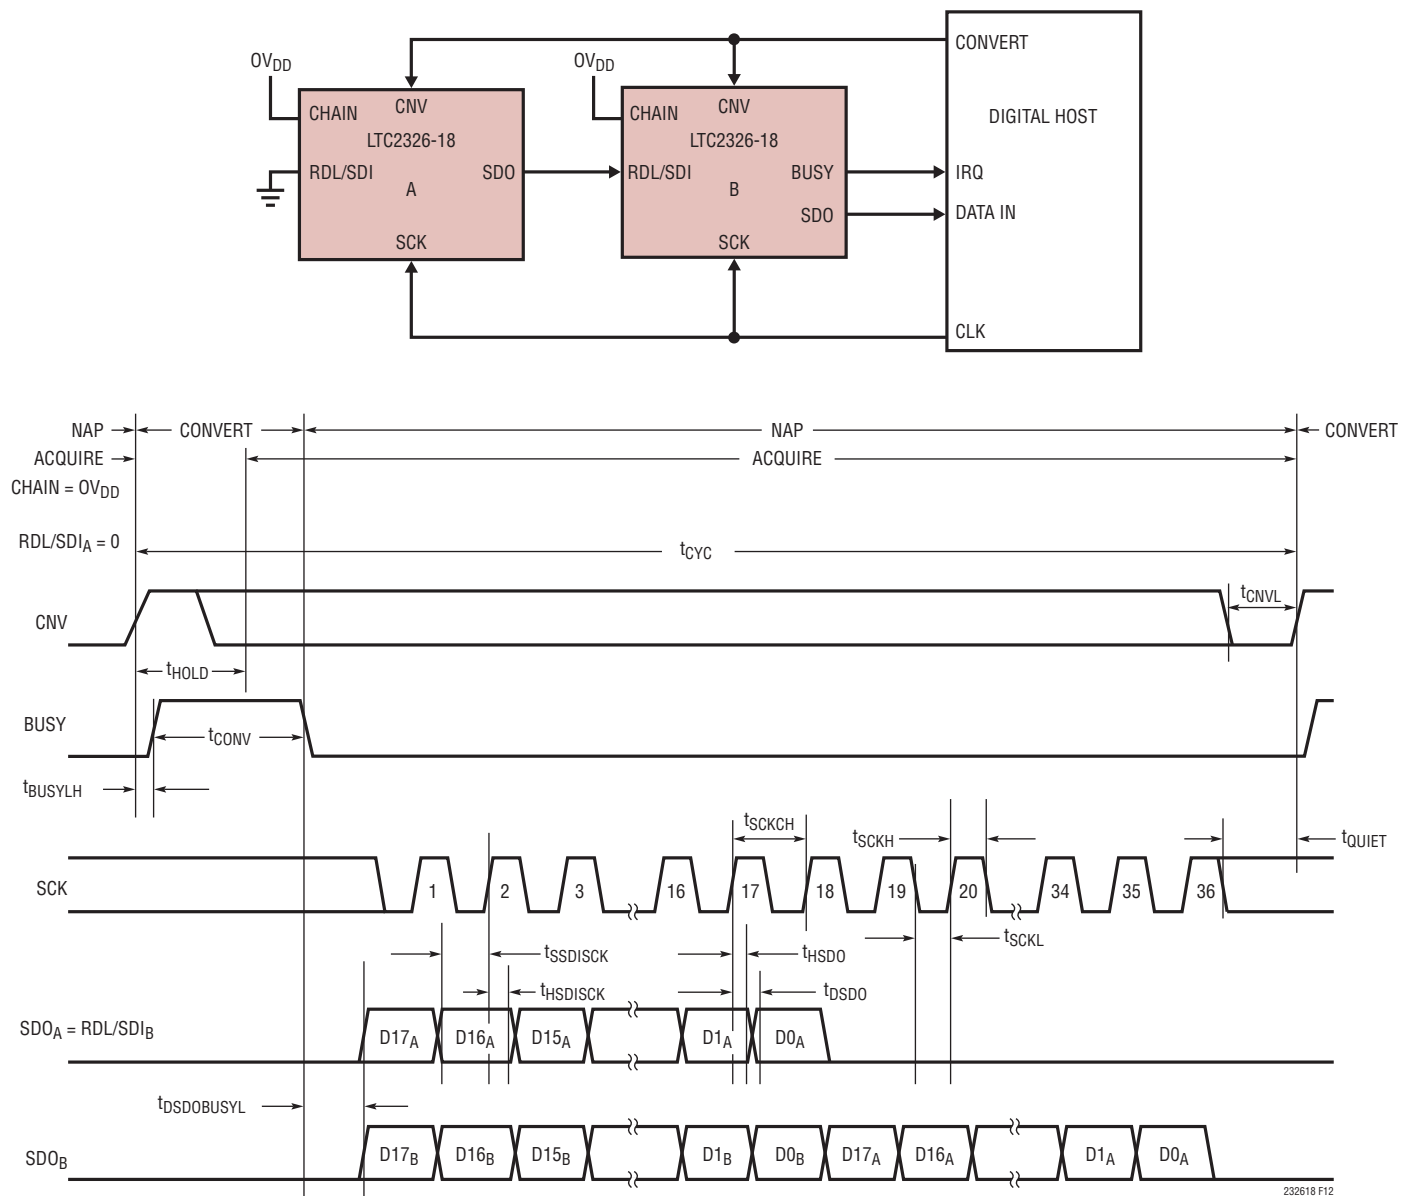 CONVERT
OVDD
OVDD
CHAIN
CNV
CHAIN
CNV
DIGITAL HOST
LTC2326-18
LTC2326-18
RDL/SDI
SDO
RDL/SDI
BUSY
IRQ
A
B
SDO
DATA IN
SCK
SCK
CLK
NAP
CONVERT
NAP
CONVERT
ACQUIRE
ACQUIRE
CHAIN = OVDD
RDL/SDIA = 0
tCYC
CNV
tCNVL
tHOLD
BUSY
tCONV
tBUSYLH
tSCKCH
tSCKH
tQUIET
SCK
1
2
3
16
17
18
19
20
34
35
36
tSSDISCK
tHSDO
tSCKL
tHSDISCK
tDSDO
SDOA = RDL/SDIB
D17A
D16A
D15A
D1A
D0A
tDSDOBUSYL
SDOB
D17B
D16B
D15B
D1B
D0B
D17A
D16A
D1A
D0A
232618 F12